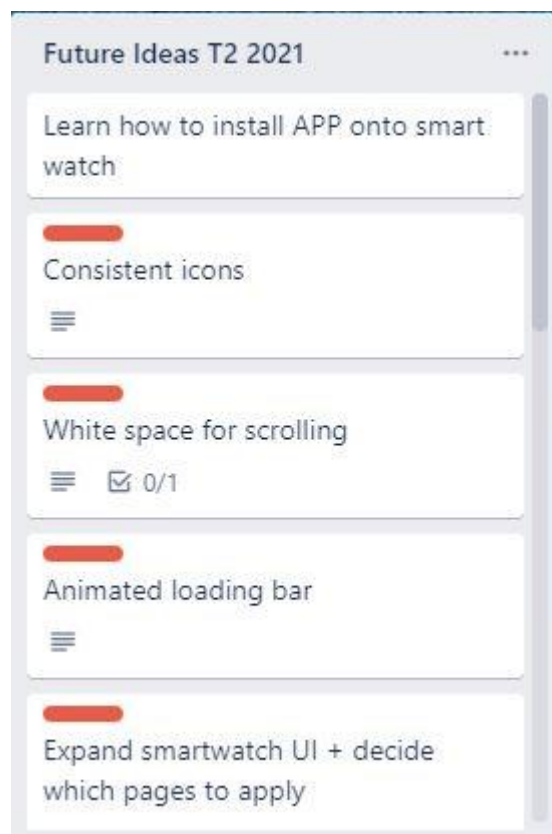 Future Ideas T2 2021
Learn how to install APP onto smart
watch
Consistent icons
White space for scrolling
0/1
Animated loading bar
Expand smartwatch UI + decide
which pages to apply